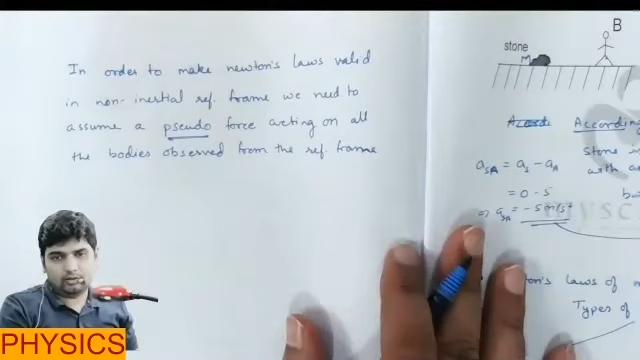 In order to make newton's laws valid
in non-inertial ref. frame we need to
assume a pseudo force acting on all
the bodies observed from the ref. frame
B
stone
M
According
stone
with
a_SA = a_S - a_A
= 0 - 5
⇒ a_SA = -5 m/s²
laws of
Types of
PHYSICS